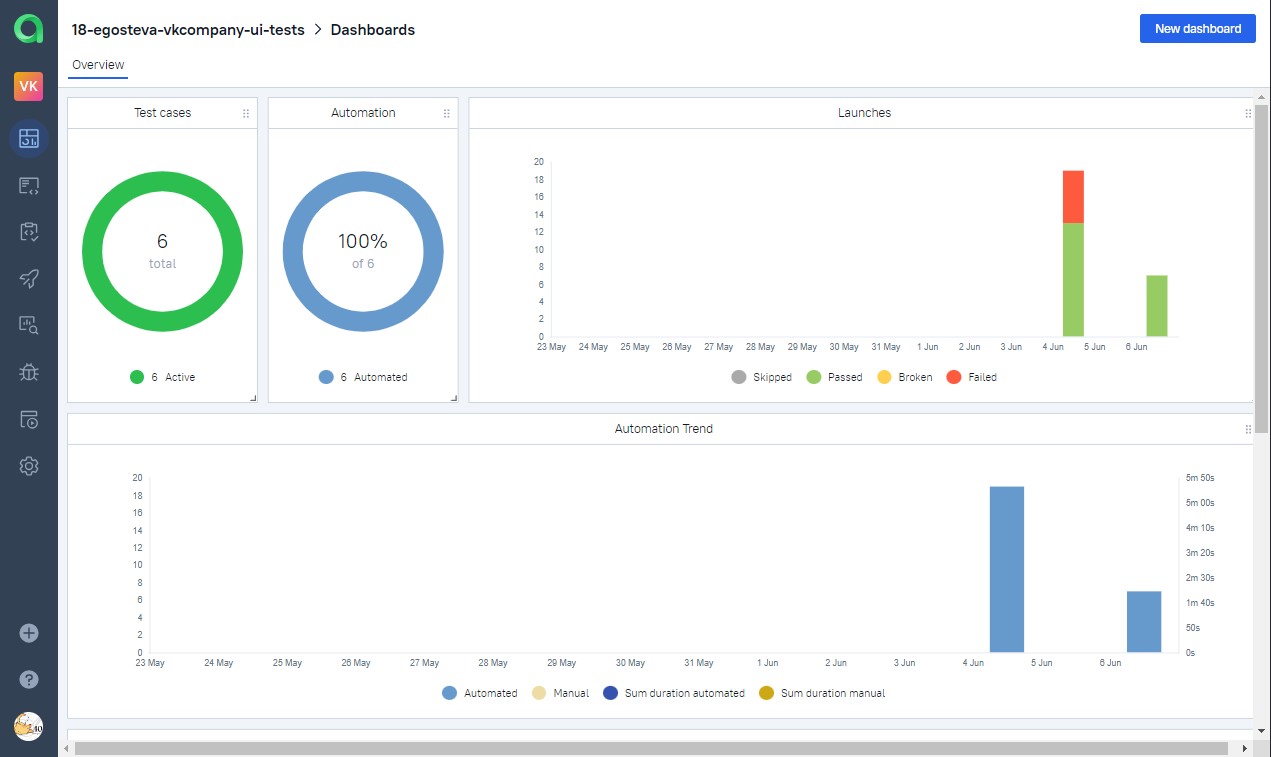 18-egosteva-vkcompany-ui-tests > Dashboards
New dashboard
Overview
VK
Test cases
6
total
6 Active
Automation
100%
of 6
6 Automated
Launches
20
18
16
14
12
10
8
6
4
2
0
23 May 24 May 25 May 26 May 27 May 28 May 29 May 30 May 31 May 1 Jun 2 Jun 3 Jun 4 Jun 5 Jun 6 Jun
Skipped Passed Broken Failed
Automation Trend
20
18
16
14
12
10
8
6
4
2
0
5m 50s
5m 00s
4m 10s
3m 20s
2m 30s
1m 40s
50s
0s
23 May 24 May 25 May 26 May 27 May 28 May 29 May 30 May 31 May 1 Jun 2 Jun 3 Jun 4 Jun 5 Jun 6 Jun
Automated Manual Sum duration automated Sum duration manual